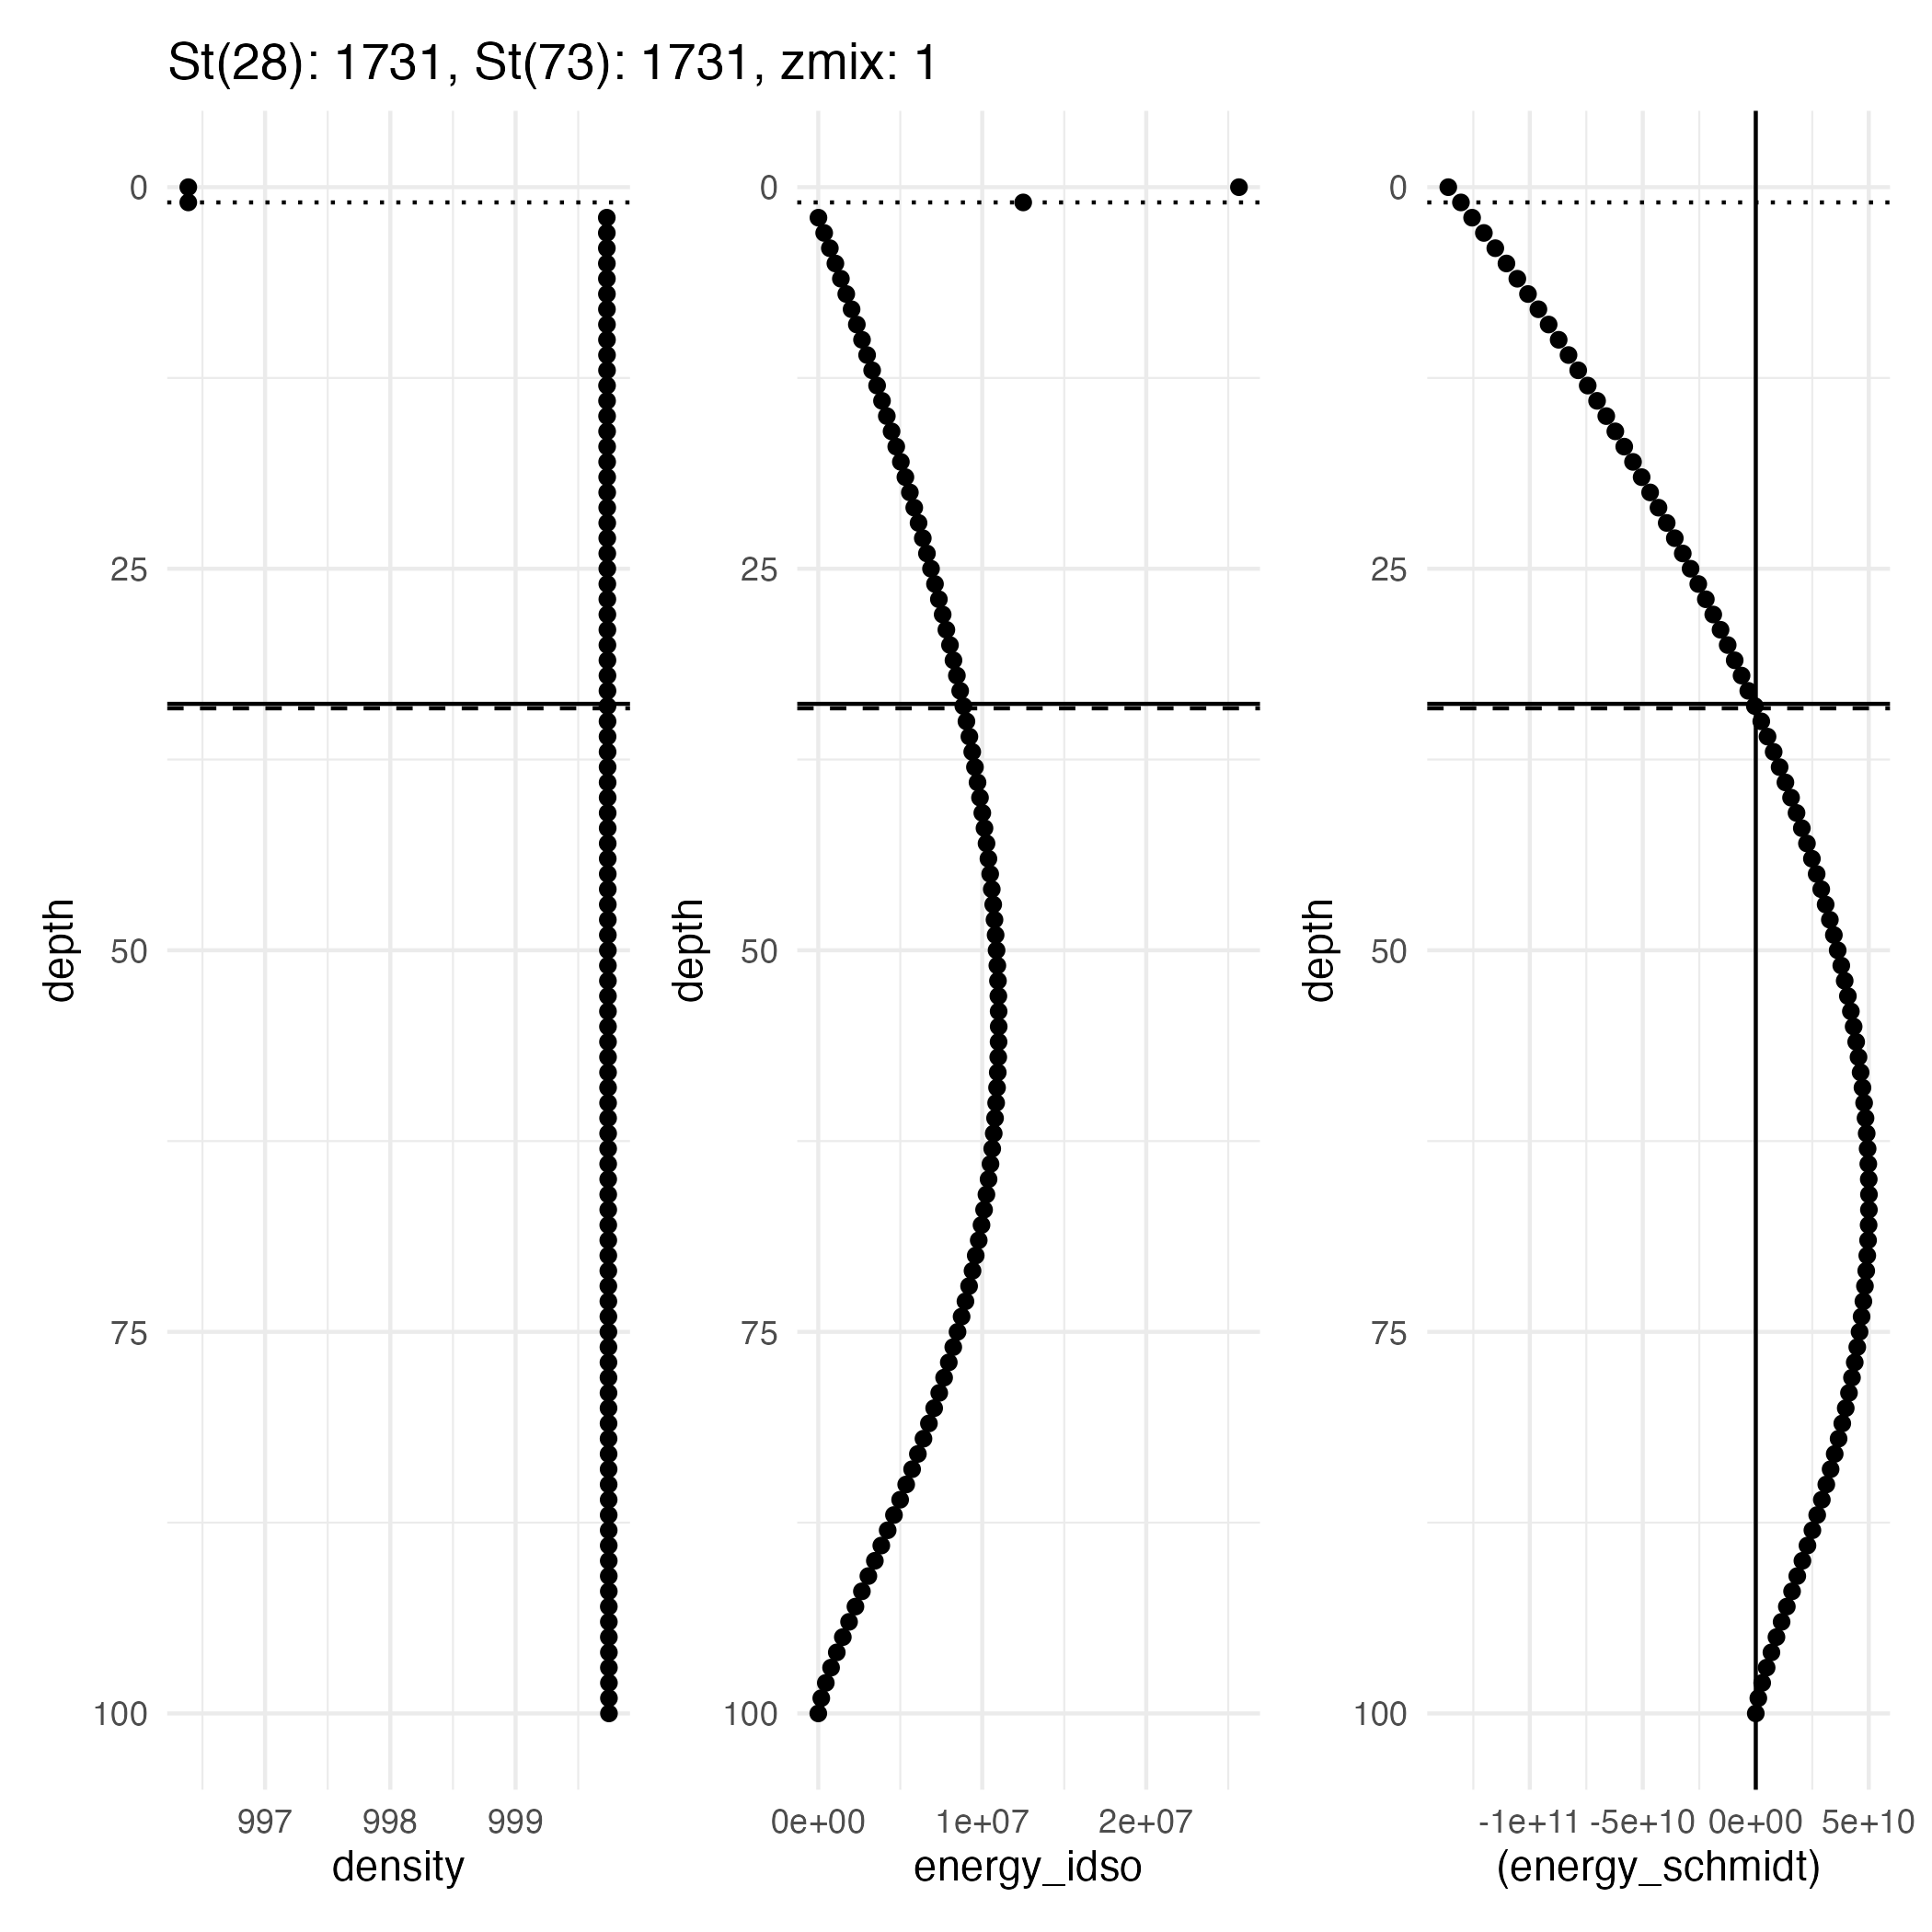 St(28): 1731, St(73): 1731, zmix: 1
depth
0
25
50
75
100
997 998 999
density
depth
0
25
50
75
100
0e+00 1e+07 2e+07
energy_idso
depth
0
25
50
75
100
-1e+11 -5e+10 0e+00 5e+10
(energy_schmidt)